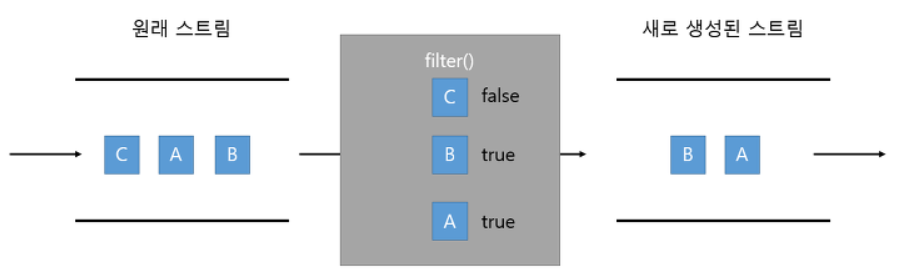 원래 스트림
C A B
filter()
C false
B true
A true
새로 생성된 스트림
B A